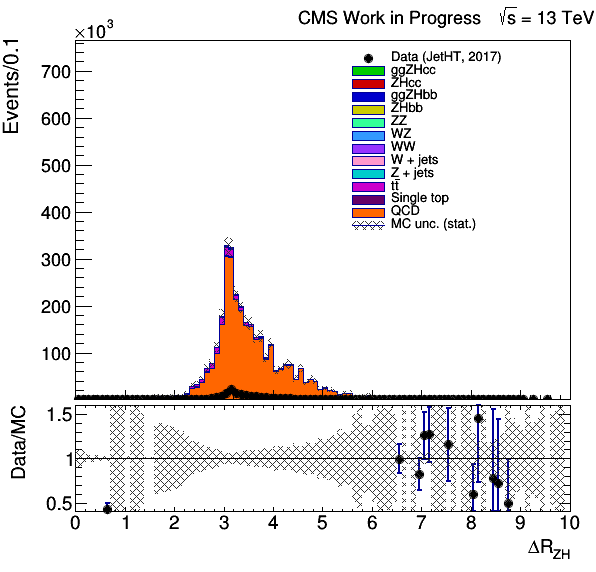 CMS Work in Progress √s = 13 TeV
×10³
Events/0.1
700
600
500
400
300
200
100
Data (JetHT, 2017)
ggZHcc
ZHcc
ggZHbb
ZHbb
ZZ
WZ
WW
W + jets
Z + jets
tt̄
Single top
QCD
MC unc. (stat.)
Data/MC
1.5
1
0.5
0 1 2 3 4 5 6 7 8 9 10
ΔR_ZH